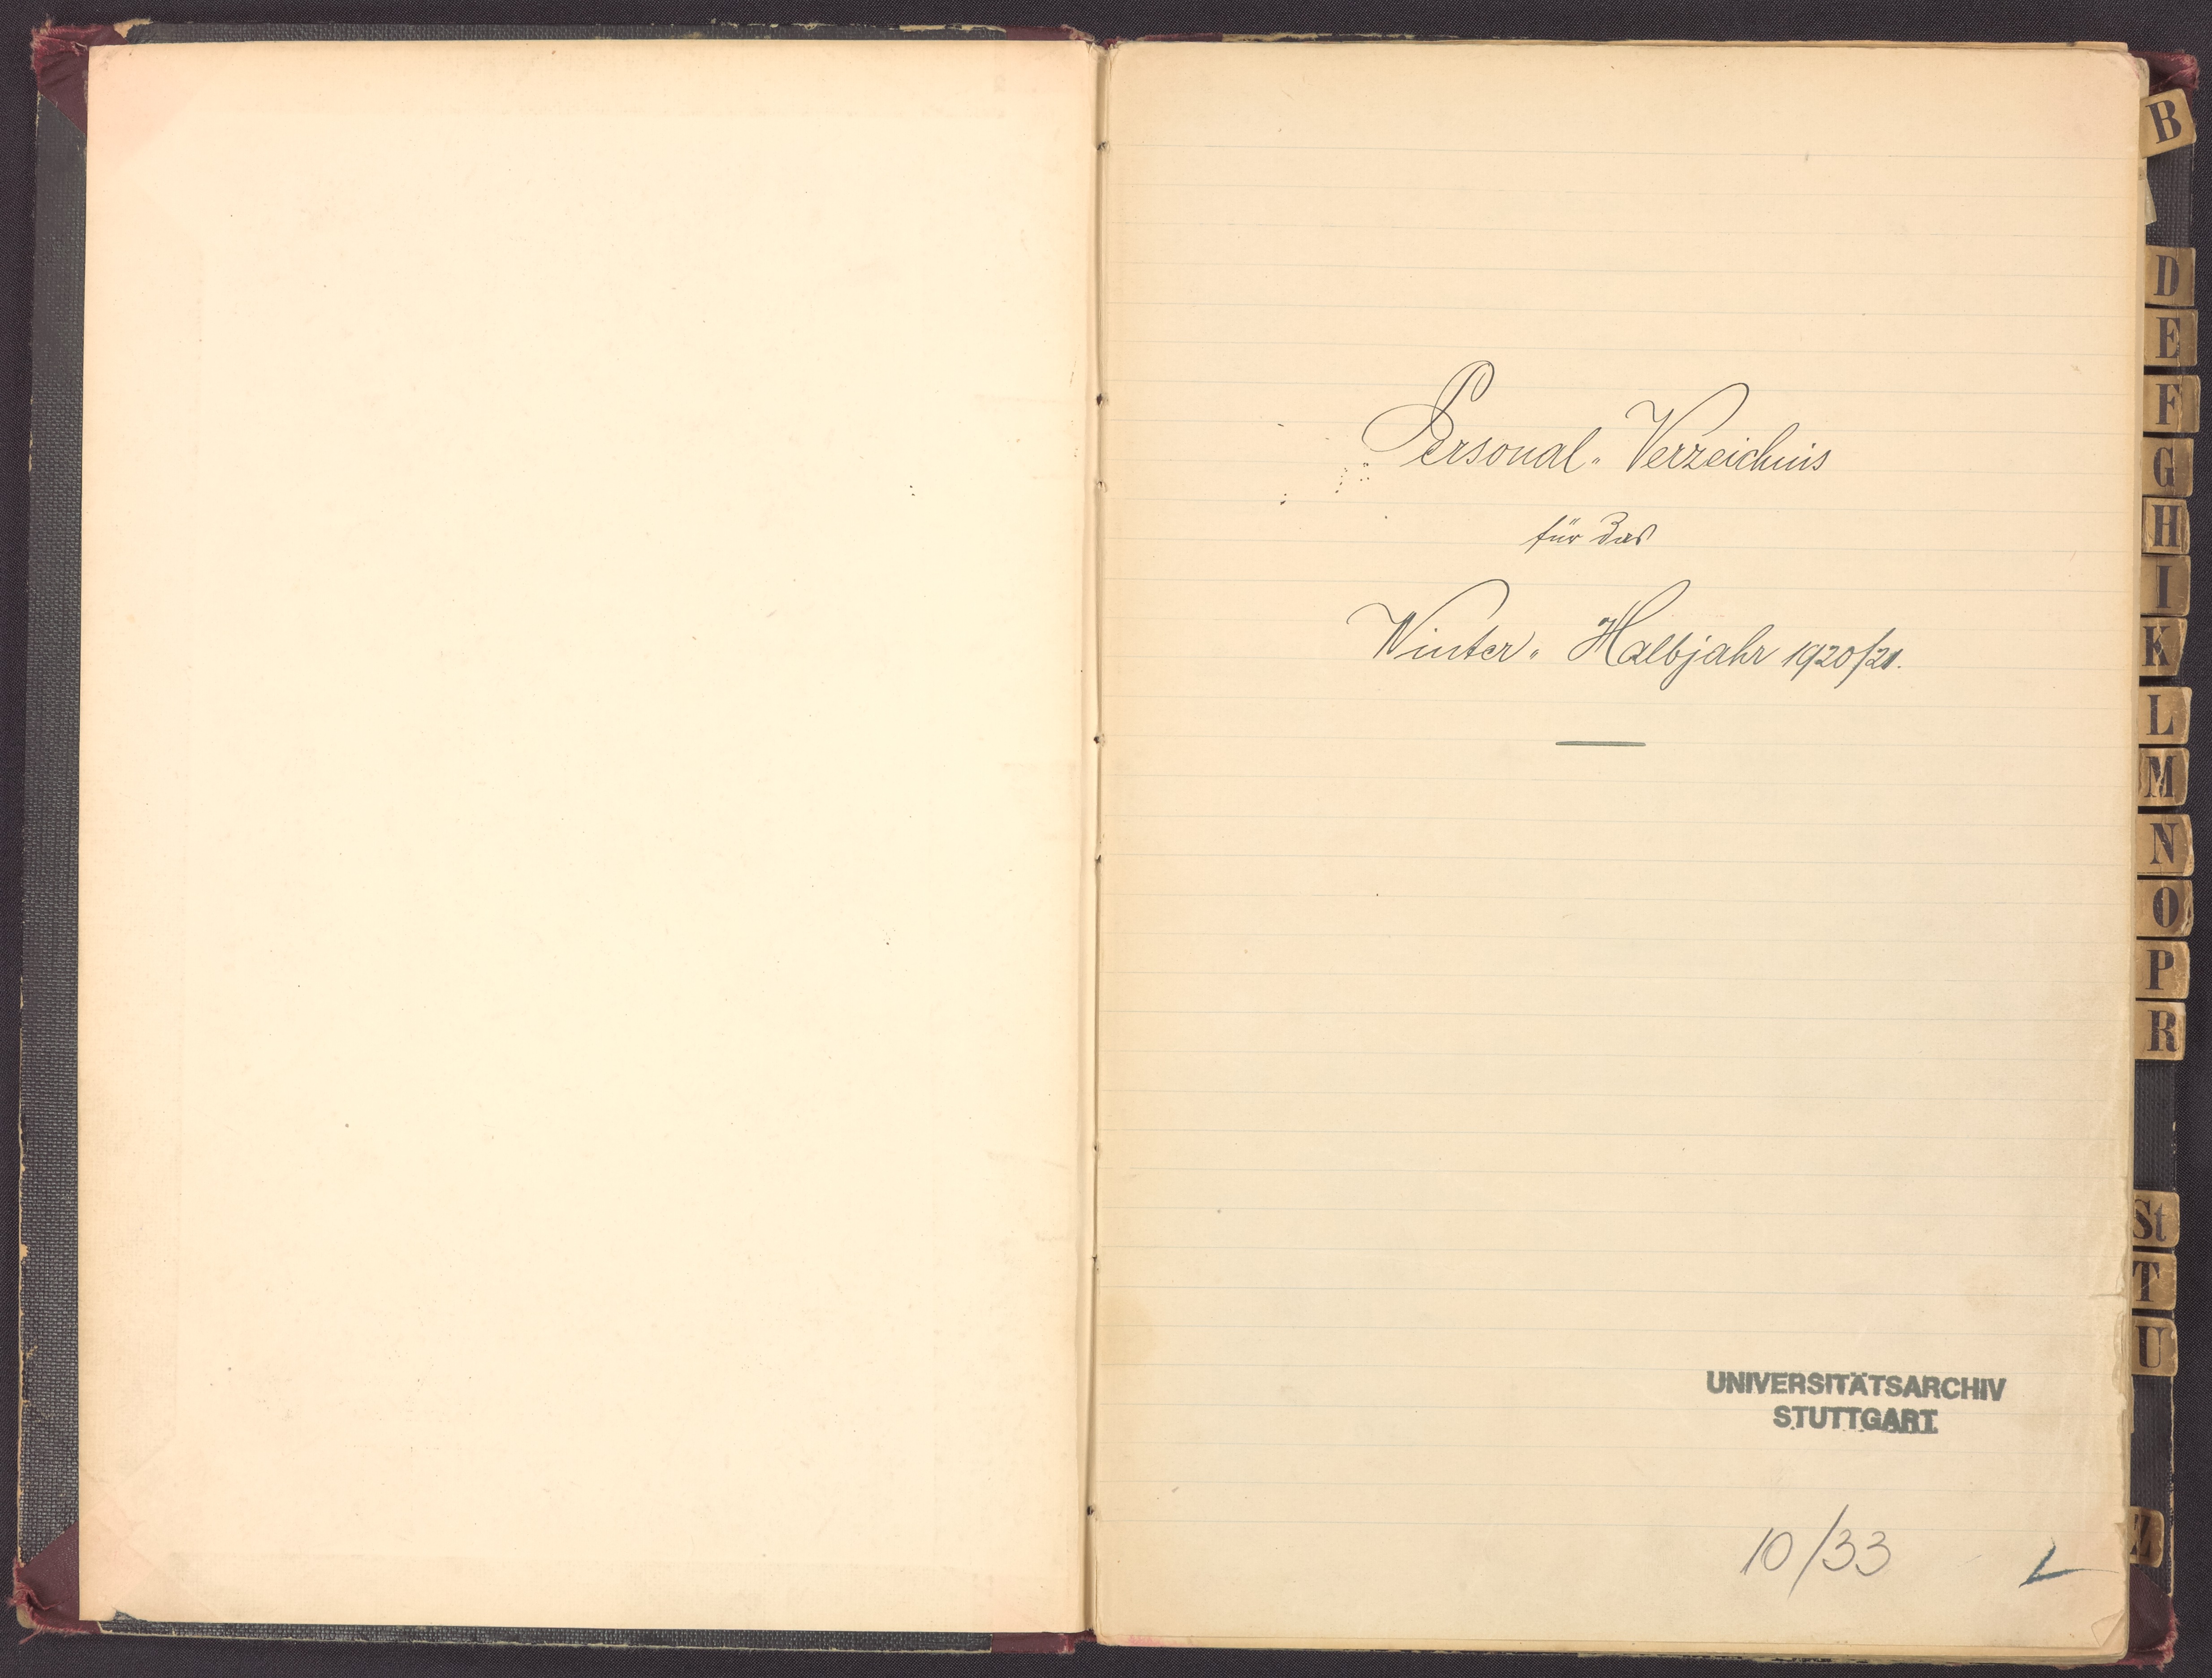 Personal-Verzeichnis
für das
Winter-Halbjahr 1920/21.
UNIVERSITÄTSARCHIV
STUTTGART
10/33
B
D
E
F
G
H
I
K
L
M
N
O
P
R
St
T
U
Z